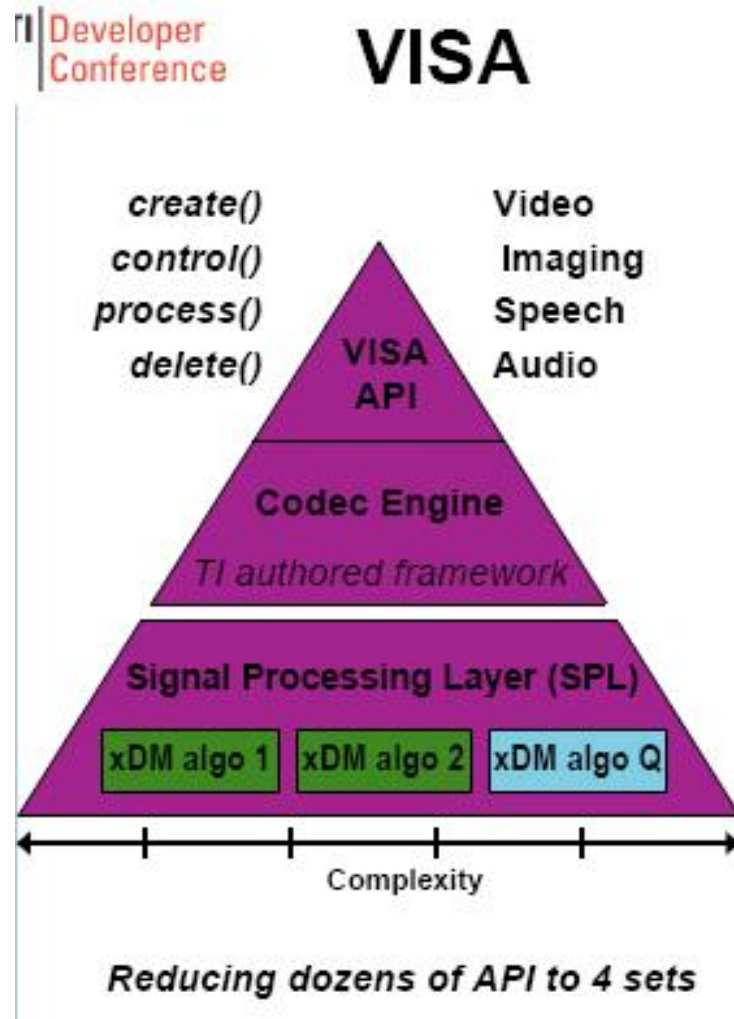 TI Developer
Conference
VISA
create()
control()
process()
delete()
Video
Imaging
Speech
Audio
VISA
API
Codec Engine
TI authored framework
Signal Processing Layer (SPL)
xDM algo 1
xDM algo 2
xDM algo Q
Complexity
Reducing dozens of API to 4 sets